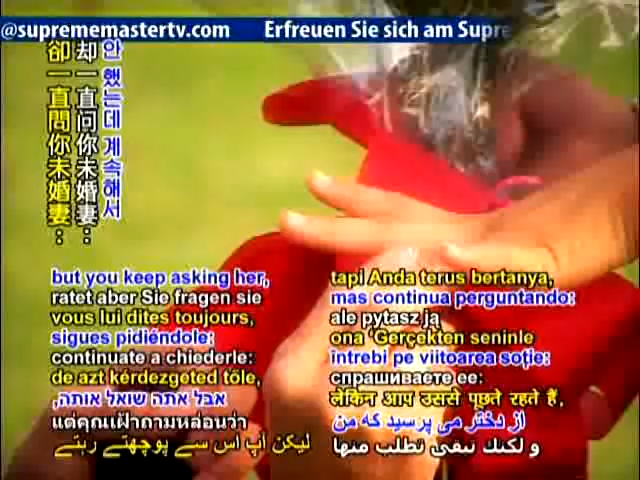 @suprememastertv.com Erfreuen Sie sich am Supre
卻一直問你未婚妻：
却一直问你未婚妻：
안 했는데 계속해서
but you keep asking her,
ratet aber Sie fragen sie
vous lui dites toujours,
sigues pidiéndole:
continuate a chiederle:
de azt kérdezgeted tőle,
אבל אתה שואל אותה,
แต่คุณเฝ้าถามหล่อนว่า
لیکن آپ اس سے پوچھتے رہتے
tapi Anda terus bertanya,
mas continua perguntando:
ale pytasz ją
ona 'Gerçekten seninle
întrebi pe viitoarea soție:
спрашиваете ее:
लेकिन आप उससे पूछते रहते हैं,
از دختر می پرسید که من
و لكنك تبقى تطلب منها